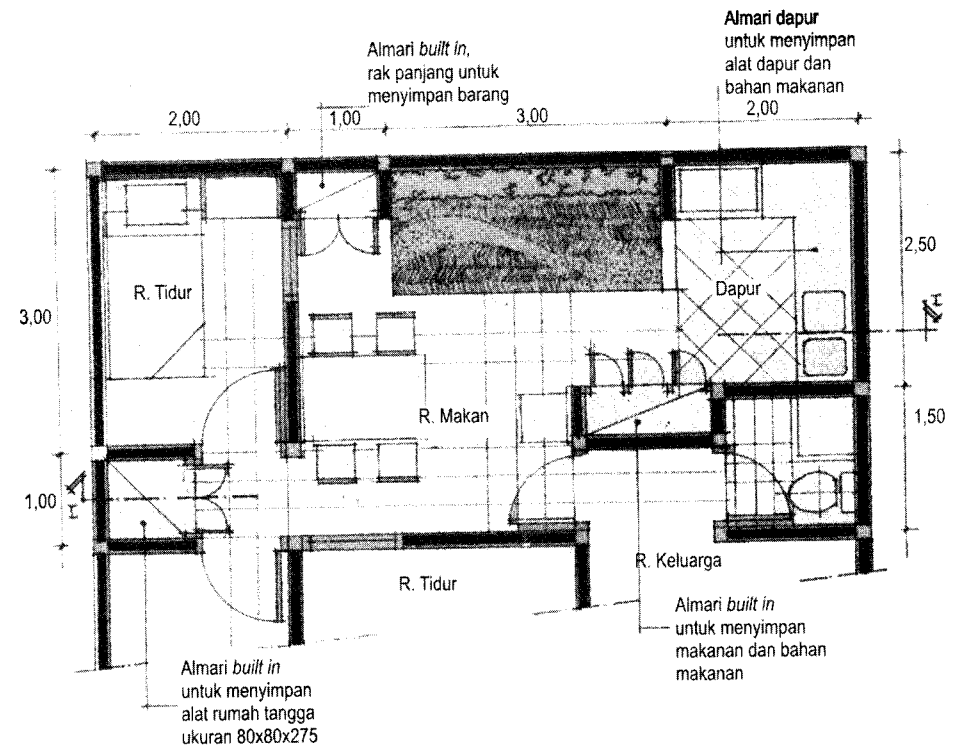 Almari dapur
untuk menyimpan
alat dapur dan
bahan makanan
Almari built in,
rak panjang untuk
menyimpan barang
2,00
1,00
3,00
2,00
R. Tidur
Dapur
2,50
3,00
R. Makan
1,50
1,00
R. Keluarga
R. Tidur
Almari built in
untuk menyimpan
makanan dan bahan
makanan
Almari built in
untuk menyimpan
alat rumah tangga
ukuran 80x80x275